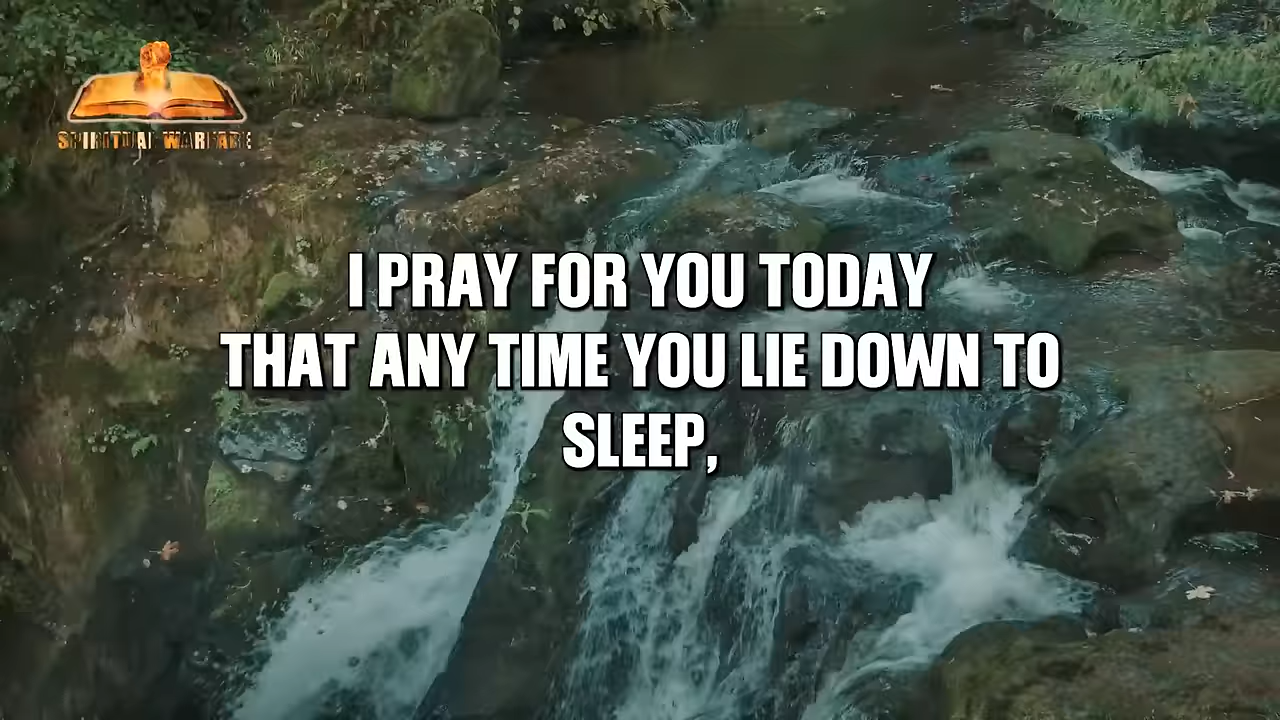 SPIRITUAL WARFARE
I PRAY FOR YOU TODAY
THAT ANY TIME YOU LIE DOWN TO
SLEEP,